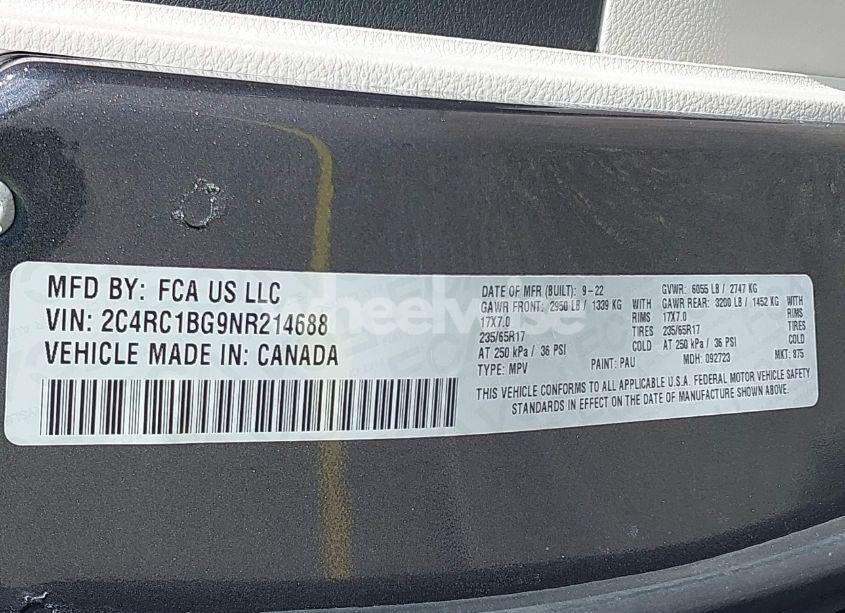 MFD BY: FCA US LLC
VIN: 2C4RC1BG9NR214688
VEHICLE MADE IN: CANADA
DATE OF MFR (BUILT): 9-22 GVWR: 6055 LB / 2747 KG
GAWR FRONT: 2950 LB / 1339 KG WITH GAWR REAR: 3200 LB / 1452 KG WITH
17X7.0 RIMS 17X7.0 RIMS
235/65R17 TIRES 235/65R17 TIRES
AT 250 kPa / 36 PSI COLD AT 250 kPa / 36 PSI COLD
TYPE: MPV PAINT: PAU MDH: 092723 MKT: 875
THIS VEHICLE CONFORMS TO ALL APPLICABLE U.S.A. FEDERAL MOTOR VEHICLE SAFETY
STANDARDS IN EFFECT ON THE DATE OF MANUFACTURE SHOWN ABOVE.
wheelwise